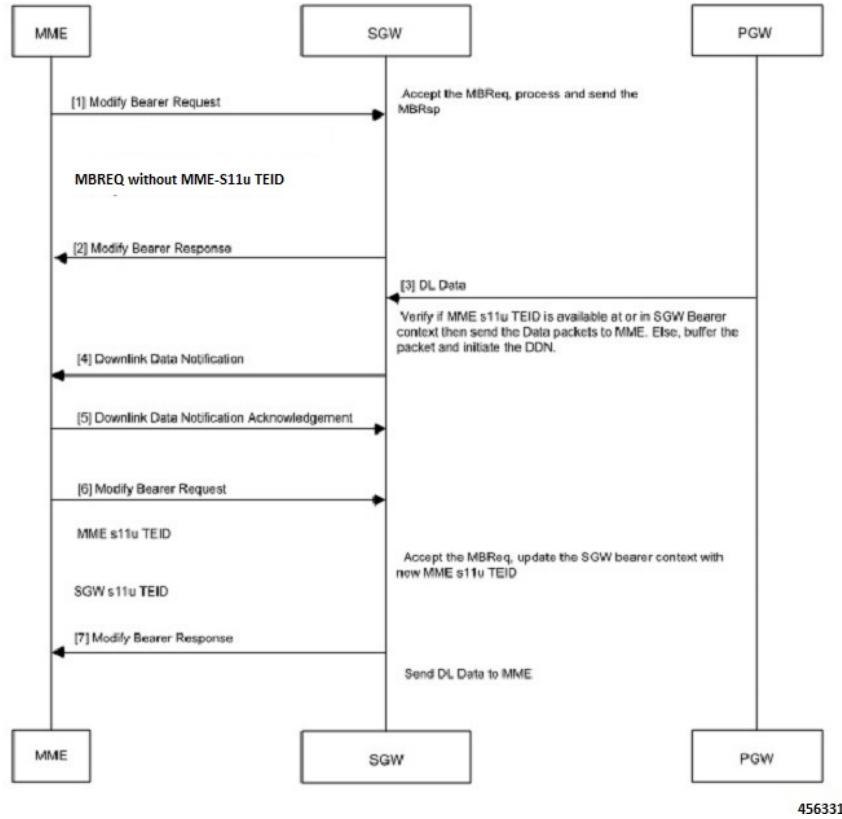 MME
SGW
PGW
[1] Modify Bearer Request
Accept the MBReq, process and send the
MBRsp
MBREQ without MME-S11u TEID
[2] Modify Bearer Response
[3] DL Data
Verify if MME s11u TEID is available at or in SGW Bearer
context then send the Data packets to MME. Else, buffer the
packet and initiate the DDN.
[4] Downlink Data Notification
[5] Downlink Data Notification Acknowledgement
[6] Modify Bearer Request
MME s11u TEID
Accept the MBReq, update the SGW bearer context with
new MME s11u TEID
SGW s11u TEID
[7] Modify Bearer Response
Send DL Data to MME
MME
SGW
PGW
456331